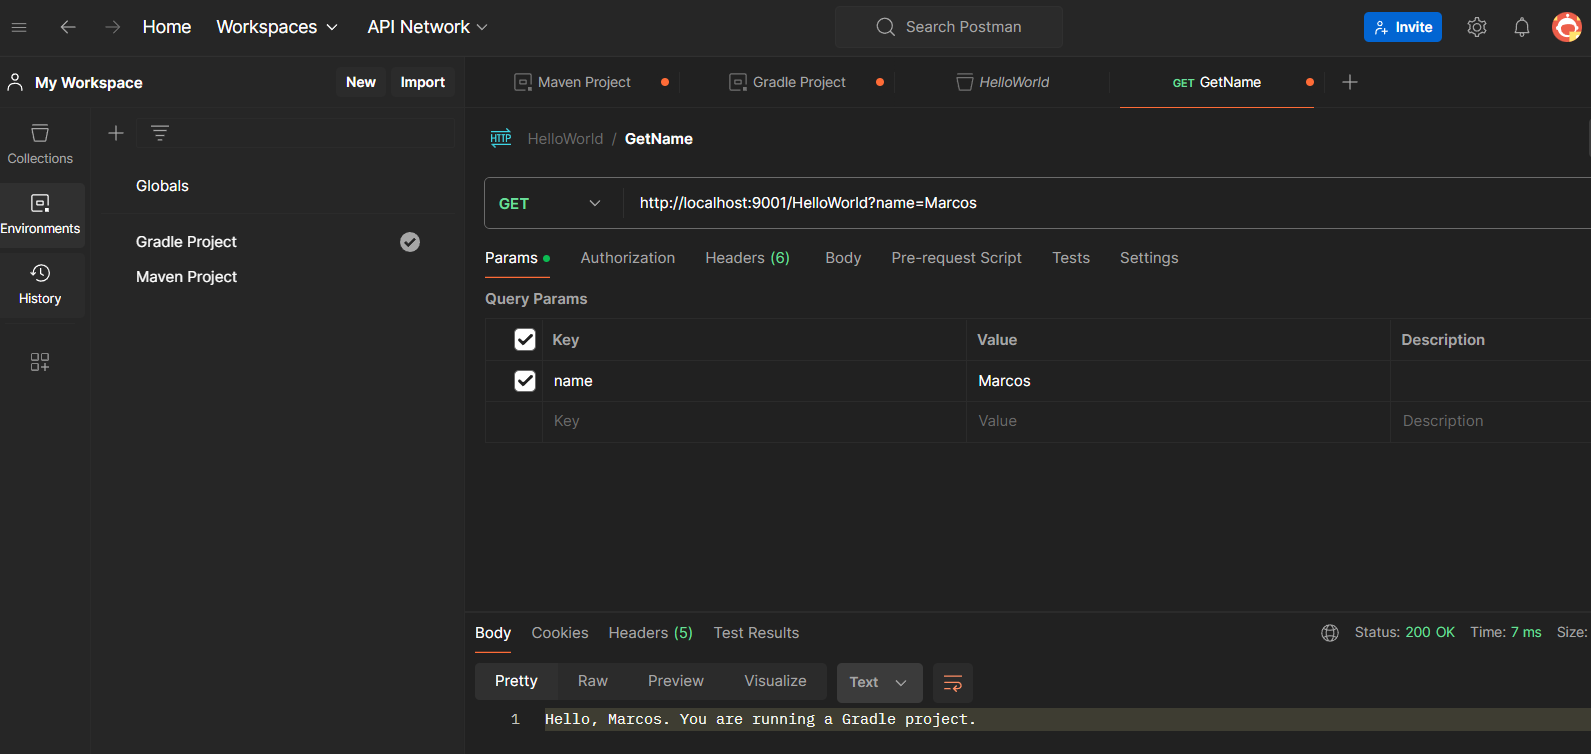 Home Workspaces API Network Search Postman Invite
My Workspace New Import Maven Project Gradle Project HelloWorld GET GetName
Collections
Environments
History
Globals
Gradle Project
Maven Project
HTTP HelloWorld / GetName
GET http://localhost:9001/HelloWorld?name=Marcos
Params Authorization Headers (6) Body Pre-request Script Tests Settings
Query Params
Key Value Description
name Marcos
Key Value Description
Body Cookies Headers (5) Test Results Status: 200 OK Time: 7 ms Size:
Pretty Raw Preview Visualize Text
1 Hello, Marcos. You are running a Gradle project.